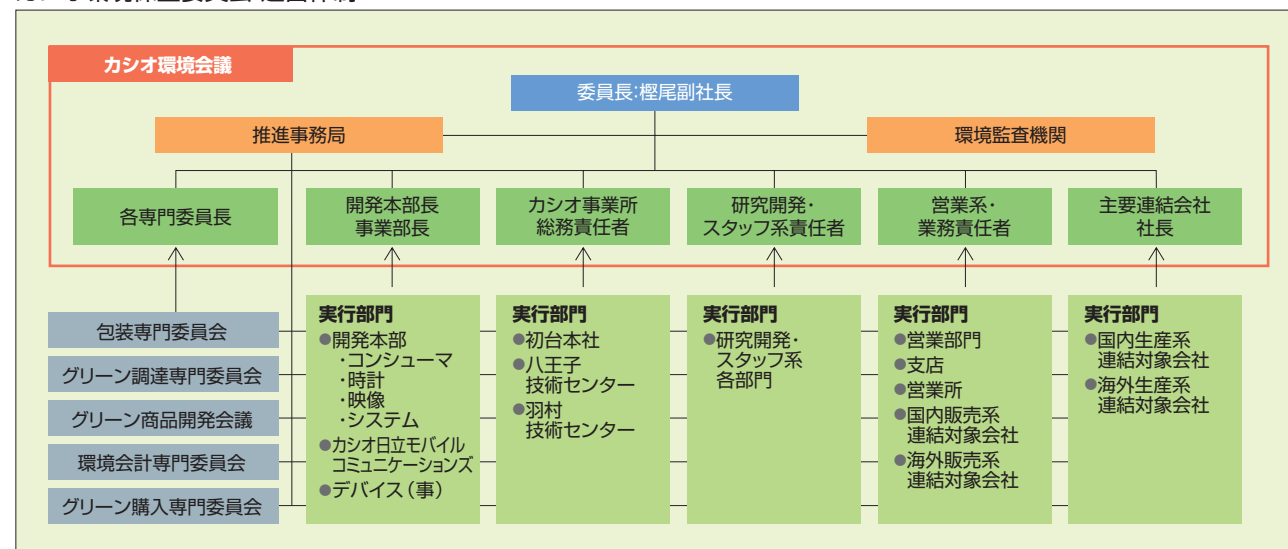 カシオ環境会議
委員長:樫尾副社長
推進事務局
環境監査機関
各専門委員長
開発本部長
事業部長
カシオ事業所
総務責任者
研究開発・
スタッフ系責任者
営業系・
業務責任者
主要連結会社
社長
包装専門委員会
グリーン調達専門委員会
グリーン商品開発会議
環境会計専門委員会
グリーン購入専門委員会
実行部門
●開発本部
・コンシューマ
・時計
・映像
・システム
●カシオ日立モバイル
コミュニケーションズ
●デバイス(事)
実行部門
●初台本社
●八王子
技術センター
●羽村
技術センター
実行部門
●研究開発・
スタッフ系
各部門
実行部門
●営業部門
●支店
●営業所
●国内販売系
連結対象会社
●海外販売系
連結対象会社
実行部門
●国内生産系
連結対象会社
●海外生産系
連結対象会社